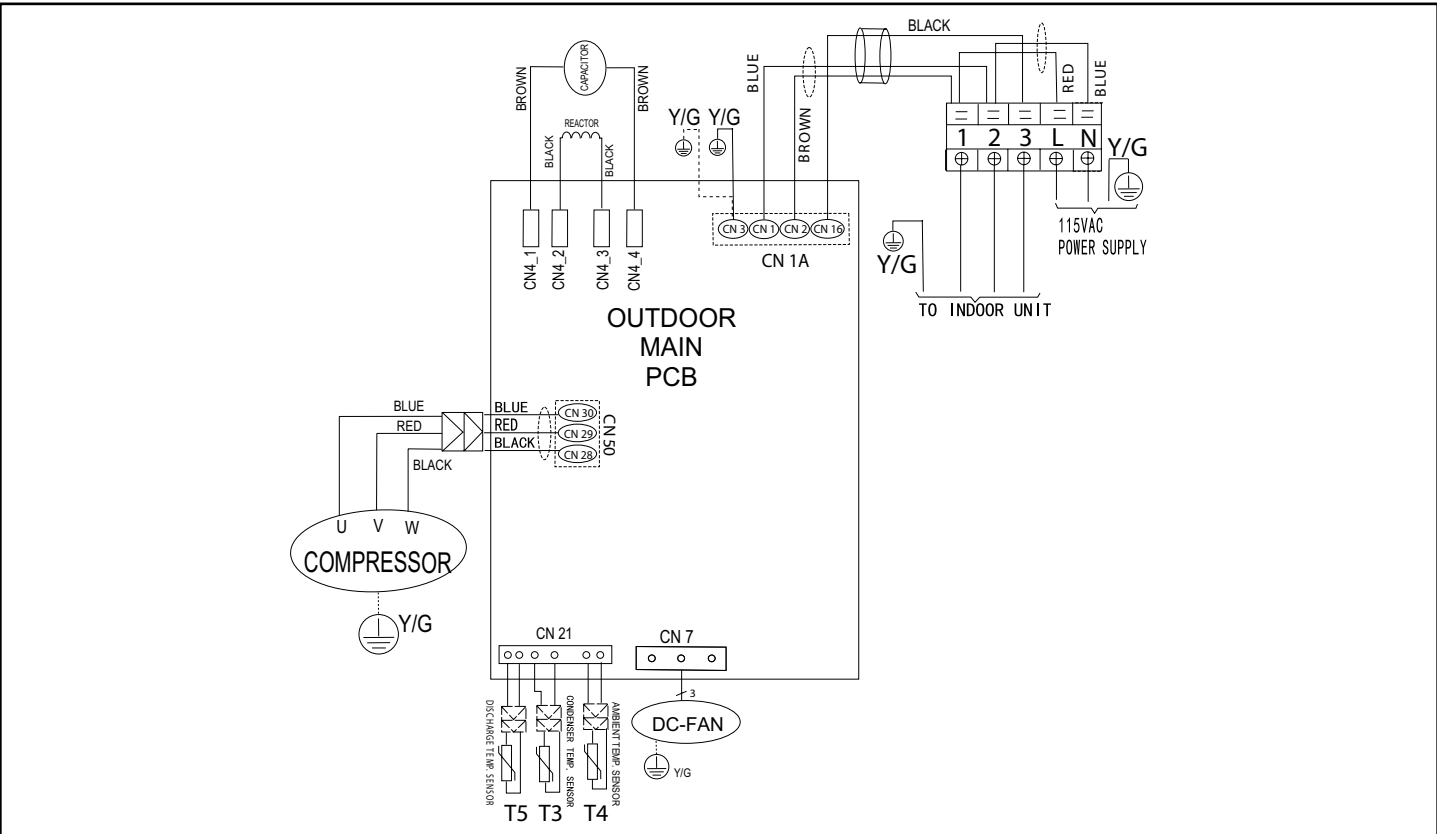 BLACK
CAPACITOR
BROWN
BROWN
REACTOR
BLACK
BLACK
Y/G Y/G
BLUE
BROWN
RED
BLUE
1 2 3 L N
Y/G
115VAC
POWER SUPPLY
Y/G
TO INDOOR UNIT
CN4_1
CN4_2
CN4_3
CN4_4
CN 3
CN 1
CN 2
CN 16
CN 1A
OUTDOOR
MAIN
PCB
BLUE
RED
BLACK
BLUE
RED
BLACK
CN 30
CN 29
CN 28
CN 50
U V W
COMPRESSOR
Y/G
CN 21
CN 7
3
DC-FAN
Y/G
DISCHARGE TEMP. SENSOR
CONDENSER TEMP. SENSOR
AMBIENT TEMP. SENSOR
T5 T3 T4